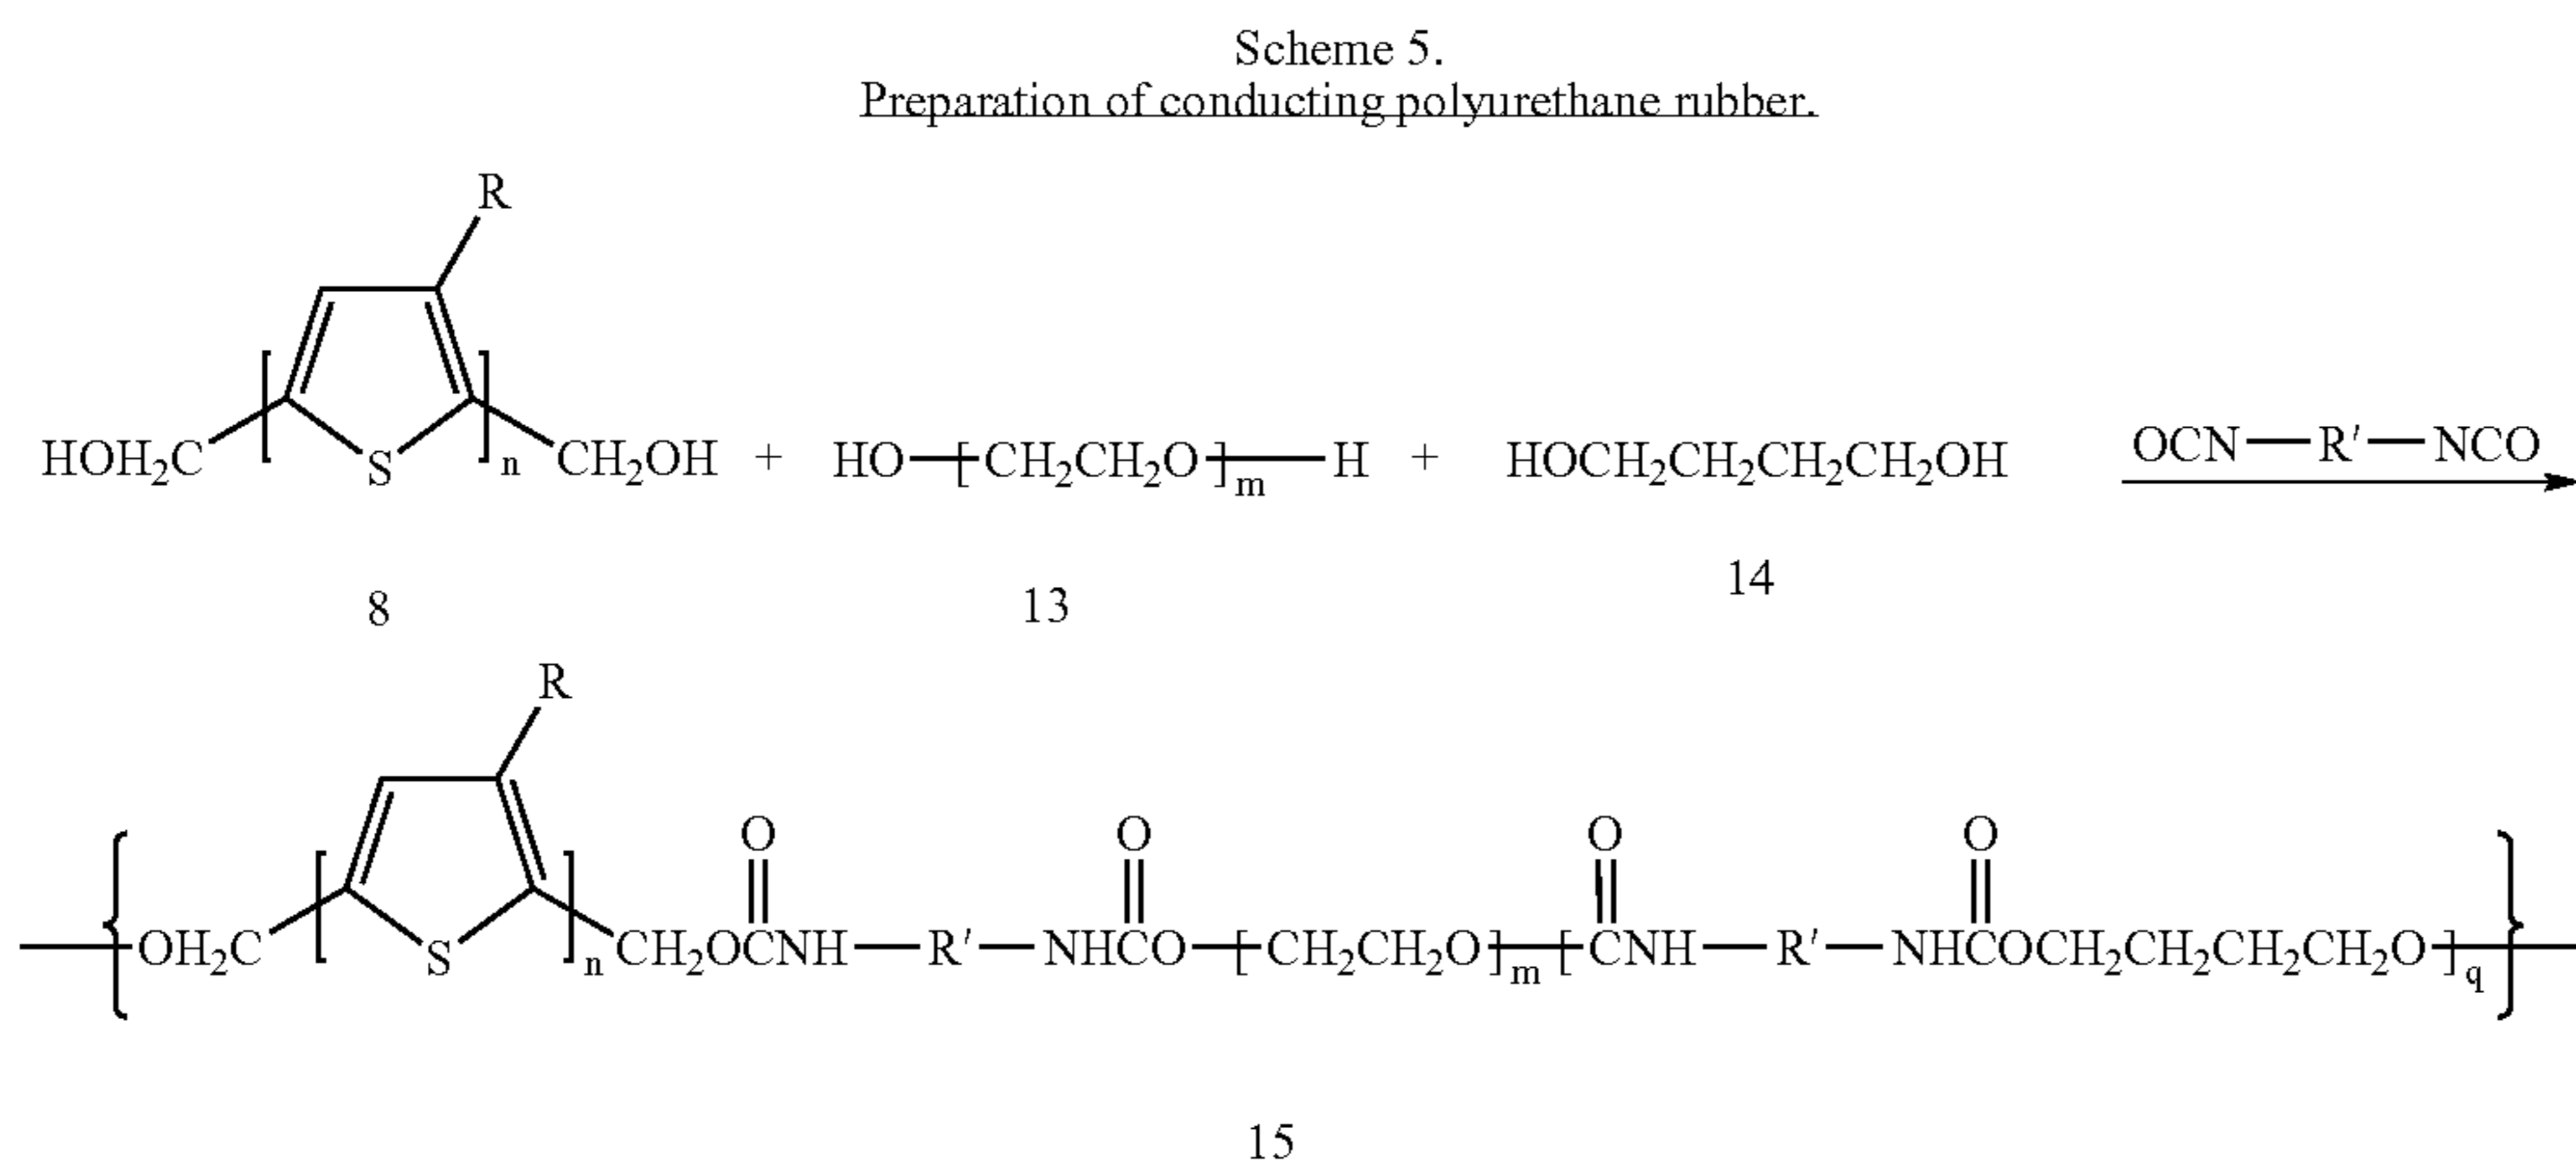 Scheme 5.
Preparation of conducting polyurethane rubber.
R
HOH₂C [ S ]n CH₂OH + HO—[CH₂CH₂O]m—H + HOCH₂CH₂CH₂CH₂OH OCN—R′—NCO
8 13 14
R
O O O O
{OH₂C [ S ]n CH₂OCNH—R′—NHCO—[CH₂CH₂O]m—[CNH—R′—NHCOCH₂CH₂CH₂CH₂O]q}
15